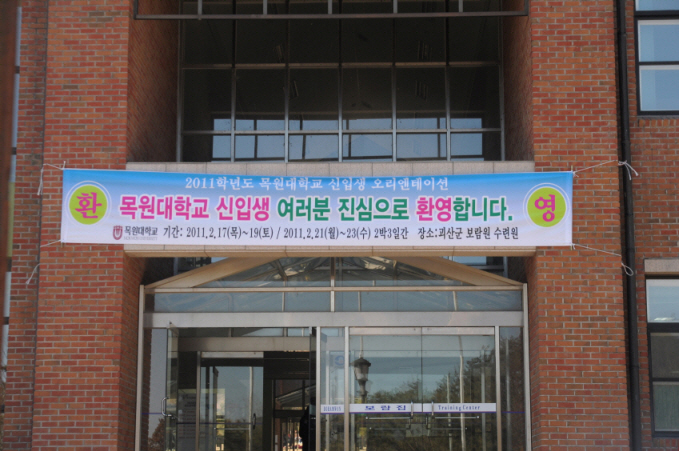 2011학년도 목원대학교 신입생 오리엔테이션
환 목원대학교 신입생 여러분 진심으로 환영합니다. 영
목원대학교 기간: 2011.2.17(목)~19(토) / 2011.2.21(월)~23(수) 2박3일간 장소:괴산군 보람원 수련원
보람집 Training Center